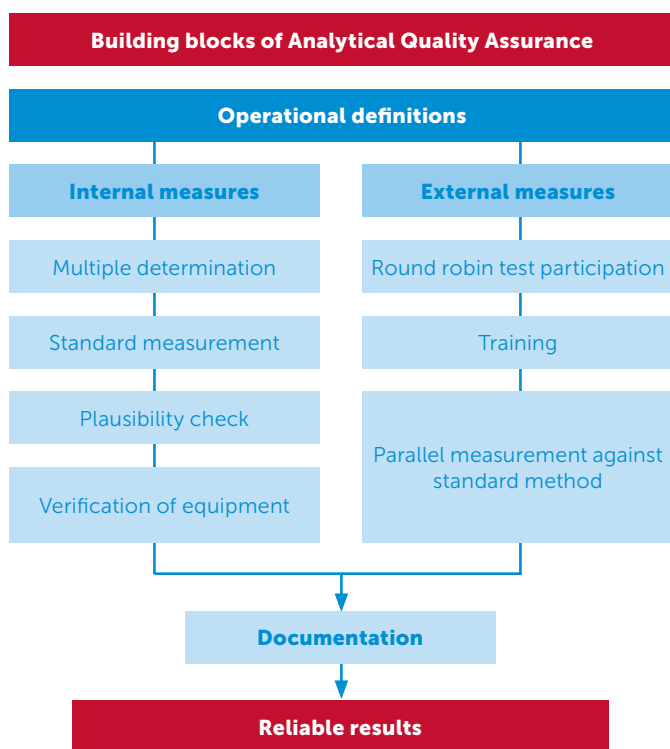 Building blocks of Analytical Quality Assurance
Operational definitions
Internal measures
Multiple determination
Standard measurement
Plausibility check
Verification of equipment
External measures
Round robin test participation
Training
Parallel measurement against
standard method
Documentation
Reliable results